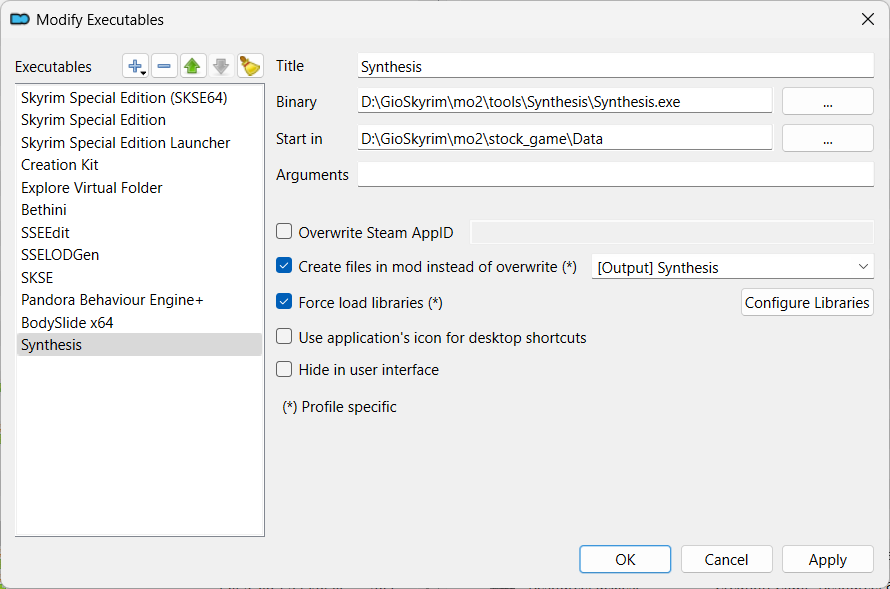 Modify Executables
Executables
Skyrim Special Edition (SKSE64)
Skyrim Special Edition
Skyrim Special Edition Launcher
Creation Kit
Explore Virtual Folder
Bethini
SSEEdit
SSELODGen
SKSE
Pandora Behaviour Engine+
BodySlide x64
Synthesis
Title Synthesis
Binary D:\GioSkyrim\mo2\tools\Synthesis\Synthesis.exe ...
Start in D:\GioSkyrim\mo2\stock_game\Data ...
Arguments
Overwrite Steam AppID
Create files in mod instead of overwrite (*) [Output] Synthesis
Force load libraries (*) Configure Libraries
Use application's icon for desktop shortcuts
Hide in user interface
(*) Profile specific
OK Cancel Apply